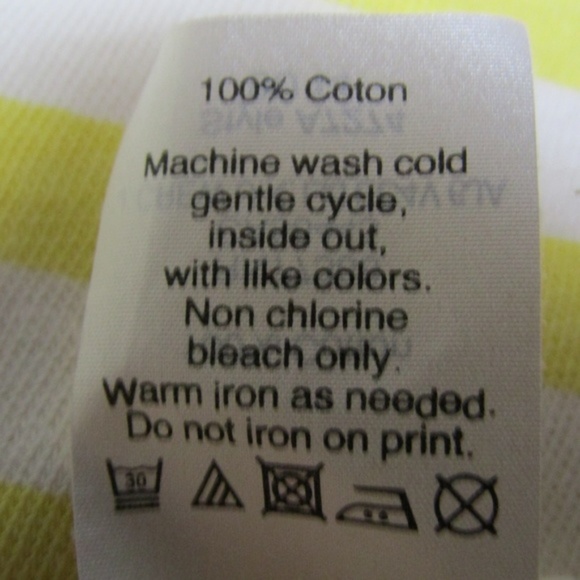 100% Coton
Machine wash cold
gentle cycle,
inside out,
with like colors.
Non chlorine
bleach only.
Warm iron as needed.
Do not iron on print.
30